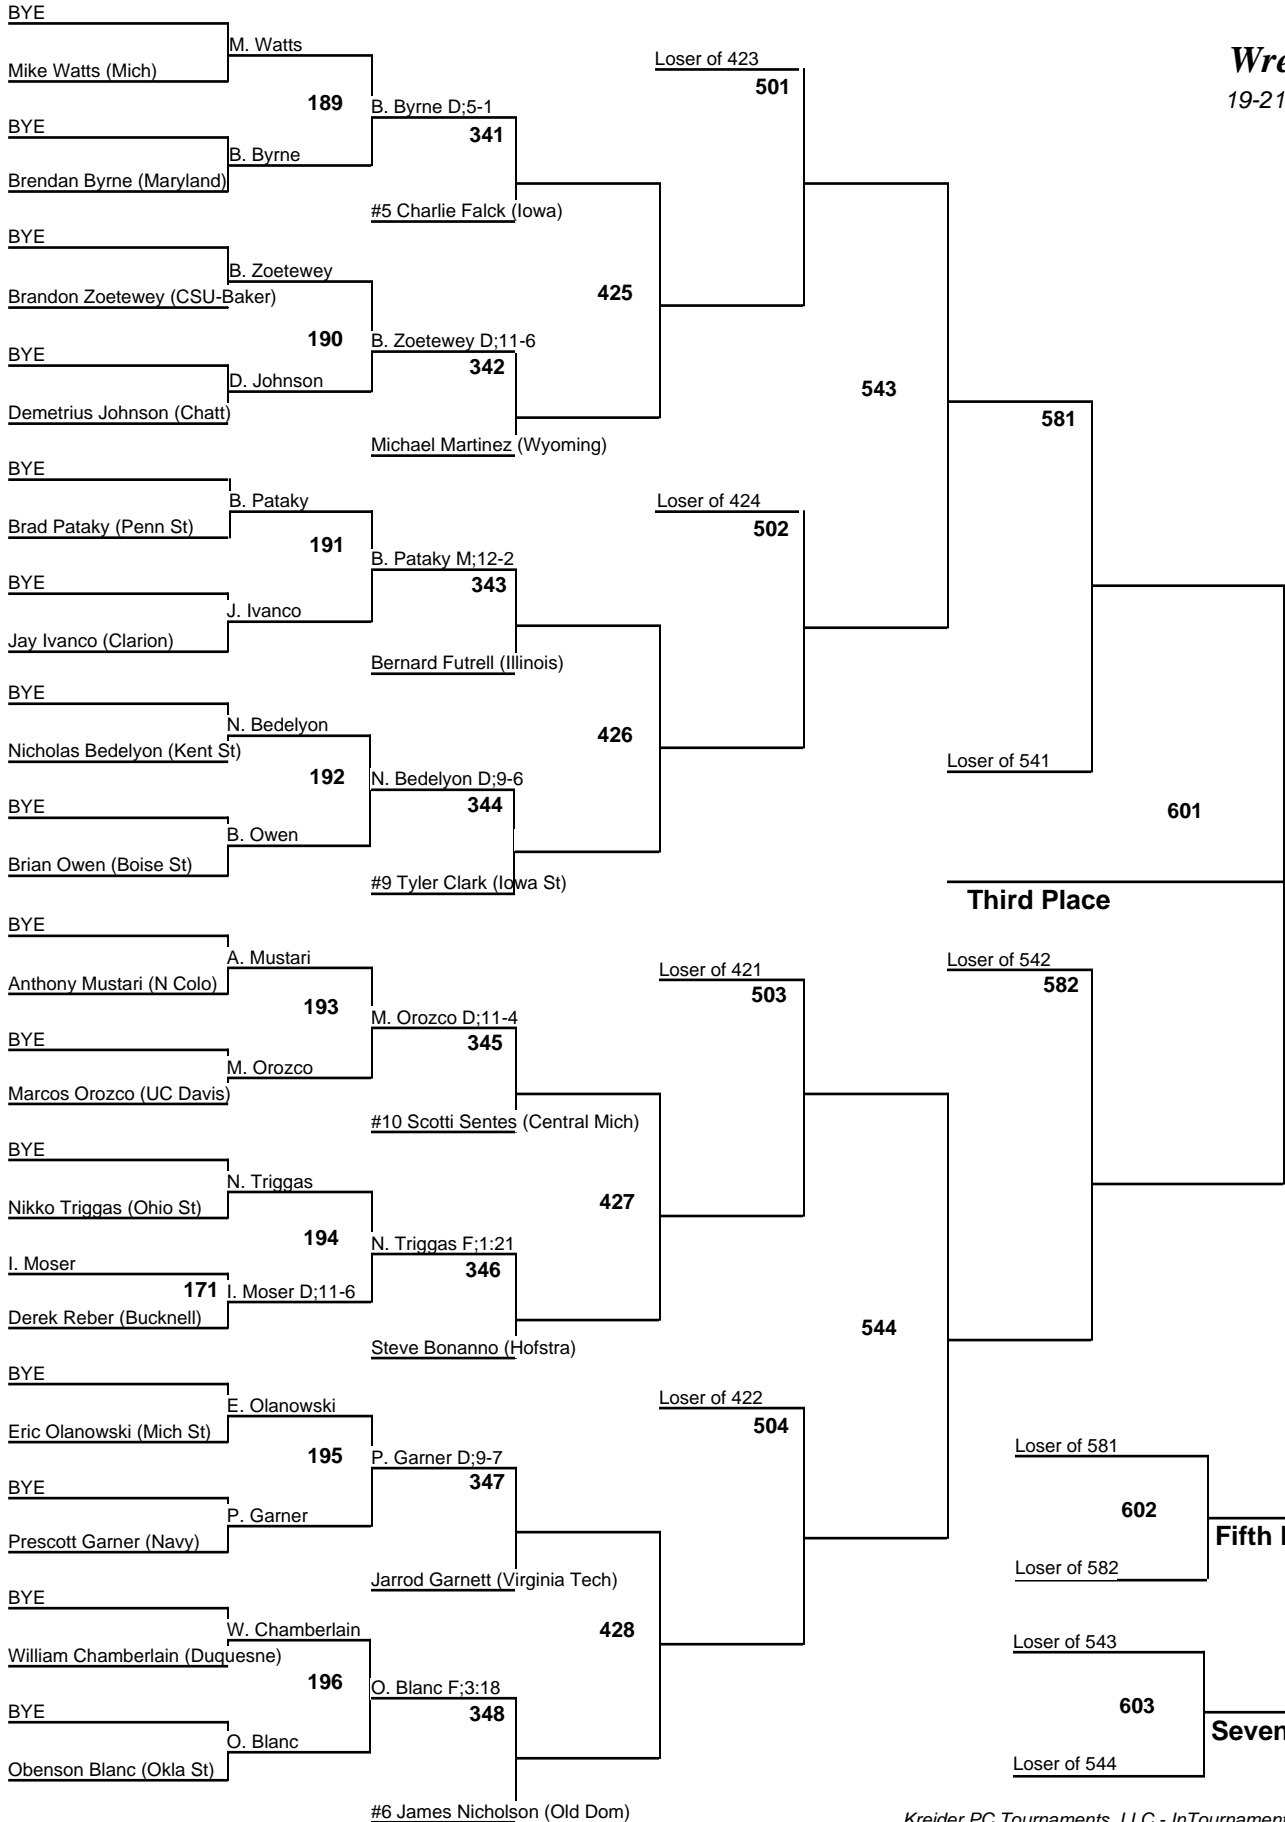 BYE
M. Watts
Mike Watts (Mich)
189
B. Byrne D;5-1
341
BYE
B. Byrne
Brendan Byrne (Maryland)
#5 Charlie Falck (Iowa)
BYE
B. Zoetewey
Brandon Zoetewey (CSU-Baker)
425
190
B. Zoetewey D;11-6
342
BYE
D. Johnson
Demetrius Johnson (Chatt)
Michael Martinez (Wyoming)
Loser of 423
501
19-21
543
581
BYE
B. Pataky
Brad Pataky (Penn St)
191
B. Pataky M;12-2
343
BYE
J. Ivanco
Jay Ivanco (Clarion)
Bernard Futrell (Illinois)
Loser of 424
502
BYE
N. Bedelyon
Nicholas Bedelyon (Kent St)
426
192
N. Bedelyon D;9-6
344
BYE
B. Owen
Brian Owen (Boise St)
#9 Tyler Clark (Iowa St)
Loser of 541
601
Third Place
BYE
A. Mustari
Anthony Mustari (N Colo)
193
M. Orozco D;11-4
345
BYE
M. Orozco
Marcos Orozco (UC Davis)
#10 Scotti Sentes (Central Mich)
Loser of 421
503
Loser of 542
582
BYE
N. Triggas
Nikko Triggas (Ohio St)
427
194
N. Triggas F;1:21
346
I. Moser
171
I. Moser D;11-6
Derek Reber (Bucknell)
Steve Bonanno (Hofstra)
544
BYE
E. Olanowski
Eric Olanowski (Mich St)
195
P. Garner D;9-7
347
BYE
P. Garner
Prescott Garner (Navy)
Jarrod Garnett (Virginia Tech)
Loser of 422
504
Loser of 581
602
Fifth
Loser of 582
BYE
W. Chamberlain
William Chamberlain (Duquesne)
428
196
O. Blanc F;3:18
348
BYE
O. Blanc
Obenson Blanc (Okla St)
#6 James Nicholson (Old Dom)
Loser of 543
603
Seven
Loser of 544
Kreider PC Tournaments, LLC - InTournament